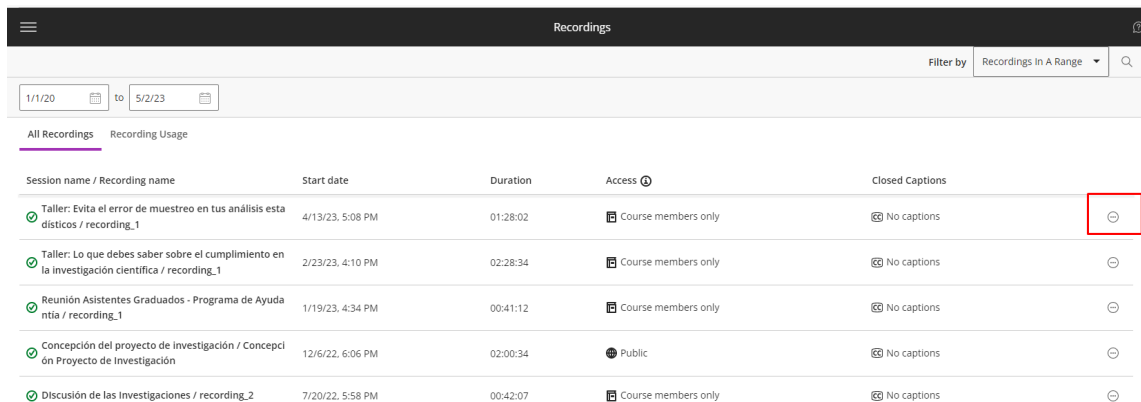 Recordings
Filter by Recordings In A Range
1/1/20 to 5/2/23
All Recordings Recording Usage
Session name / Recording name Start date Duration Access Closed Captions
Taller: Evita el error de muestreo en tus análisis esta
dísticos / recording_1 4/13/23, 5:08 PM 01:28:02 Course members only CC No captions
Taller: Lo que debes saber sobre el cumplimiento en
la investigación científica / recording_1 2/23/23, 4:10 PM 02:28:34 Course members only CC No captions
Reunión Asistentes Graduados - Programa de Ayuda
ntía / recording_1 1/19/23, 4:34 PM 00:41:12 Course members only CC No captions
Concepción del proyecto de investigación / Concepci
ón Proyecto de Investigación 12/6/22, 6:06 PM 02:00:34 Public CC No captions
DIscusión de las Investigaciones / recording_2 7/20/22, 5:58 PM 00:42:07 Course members only CC No captions